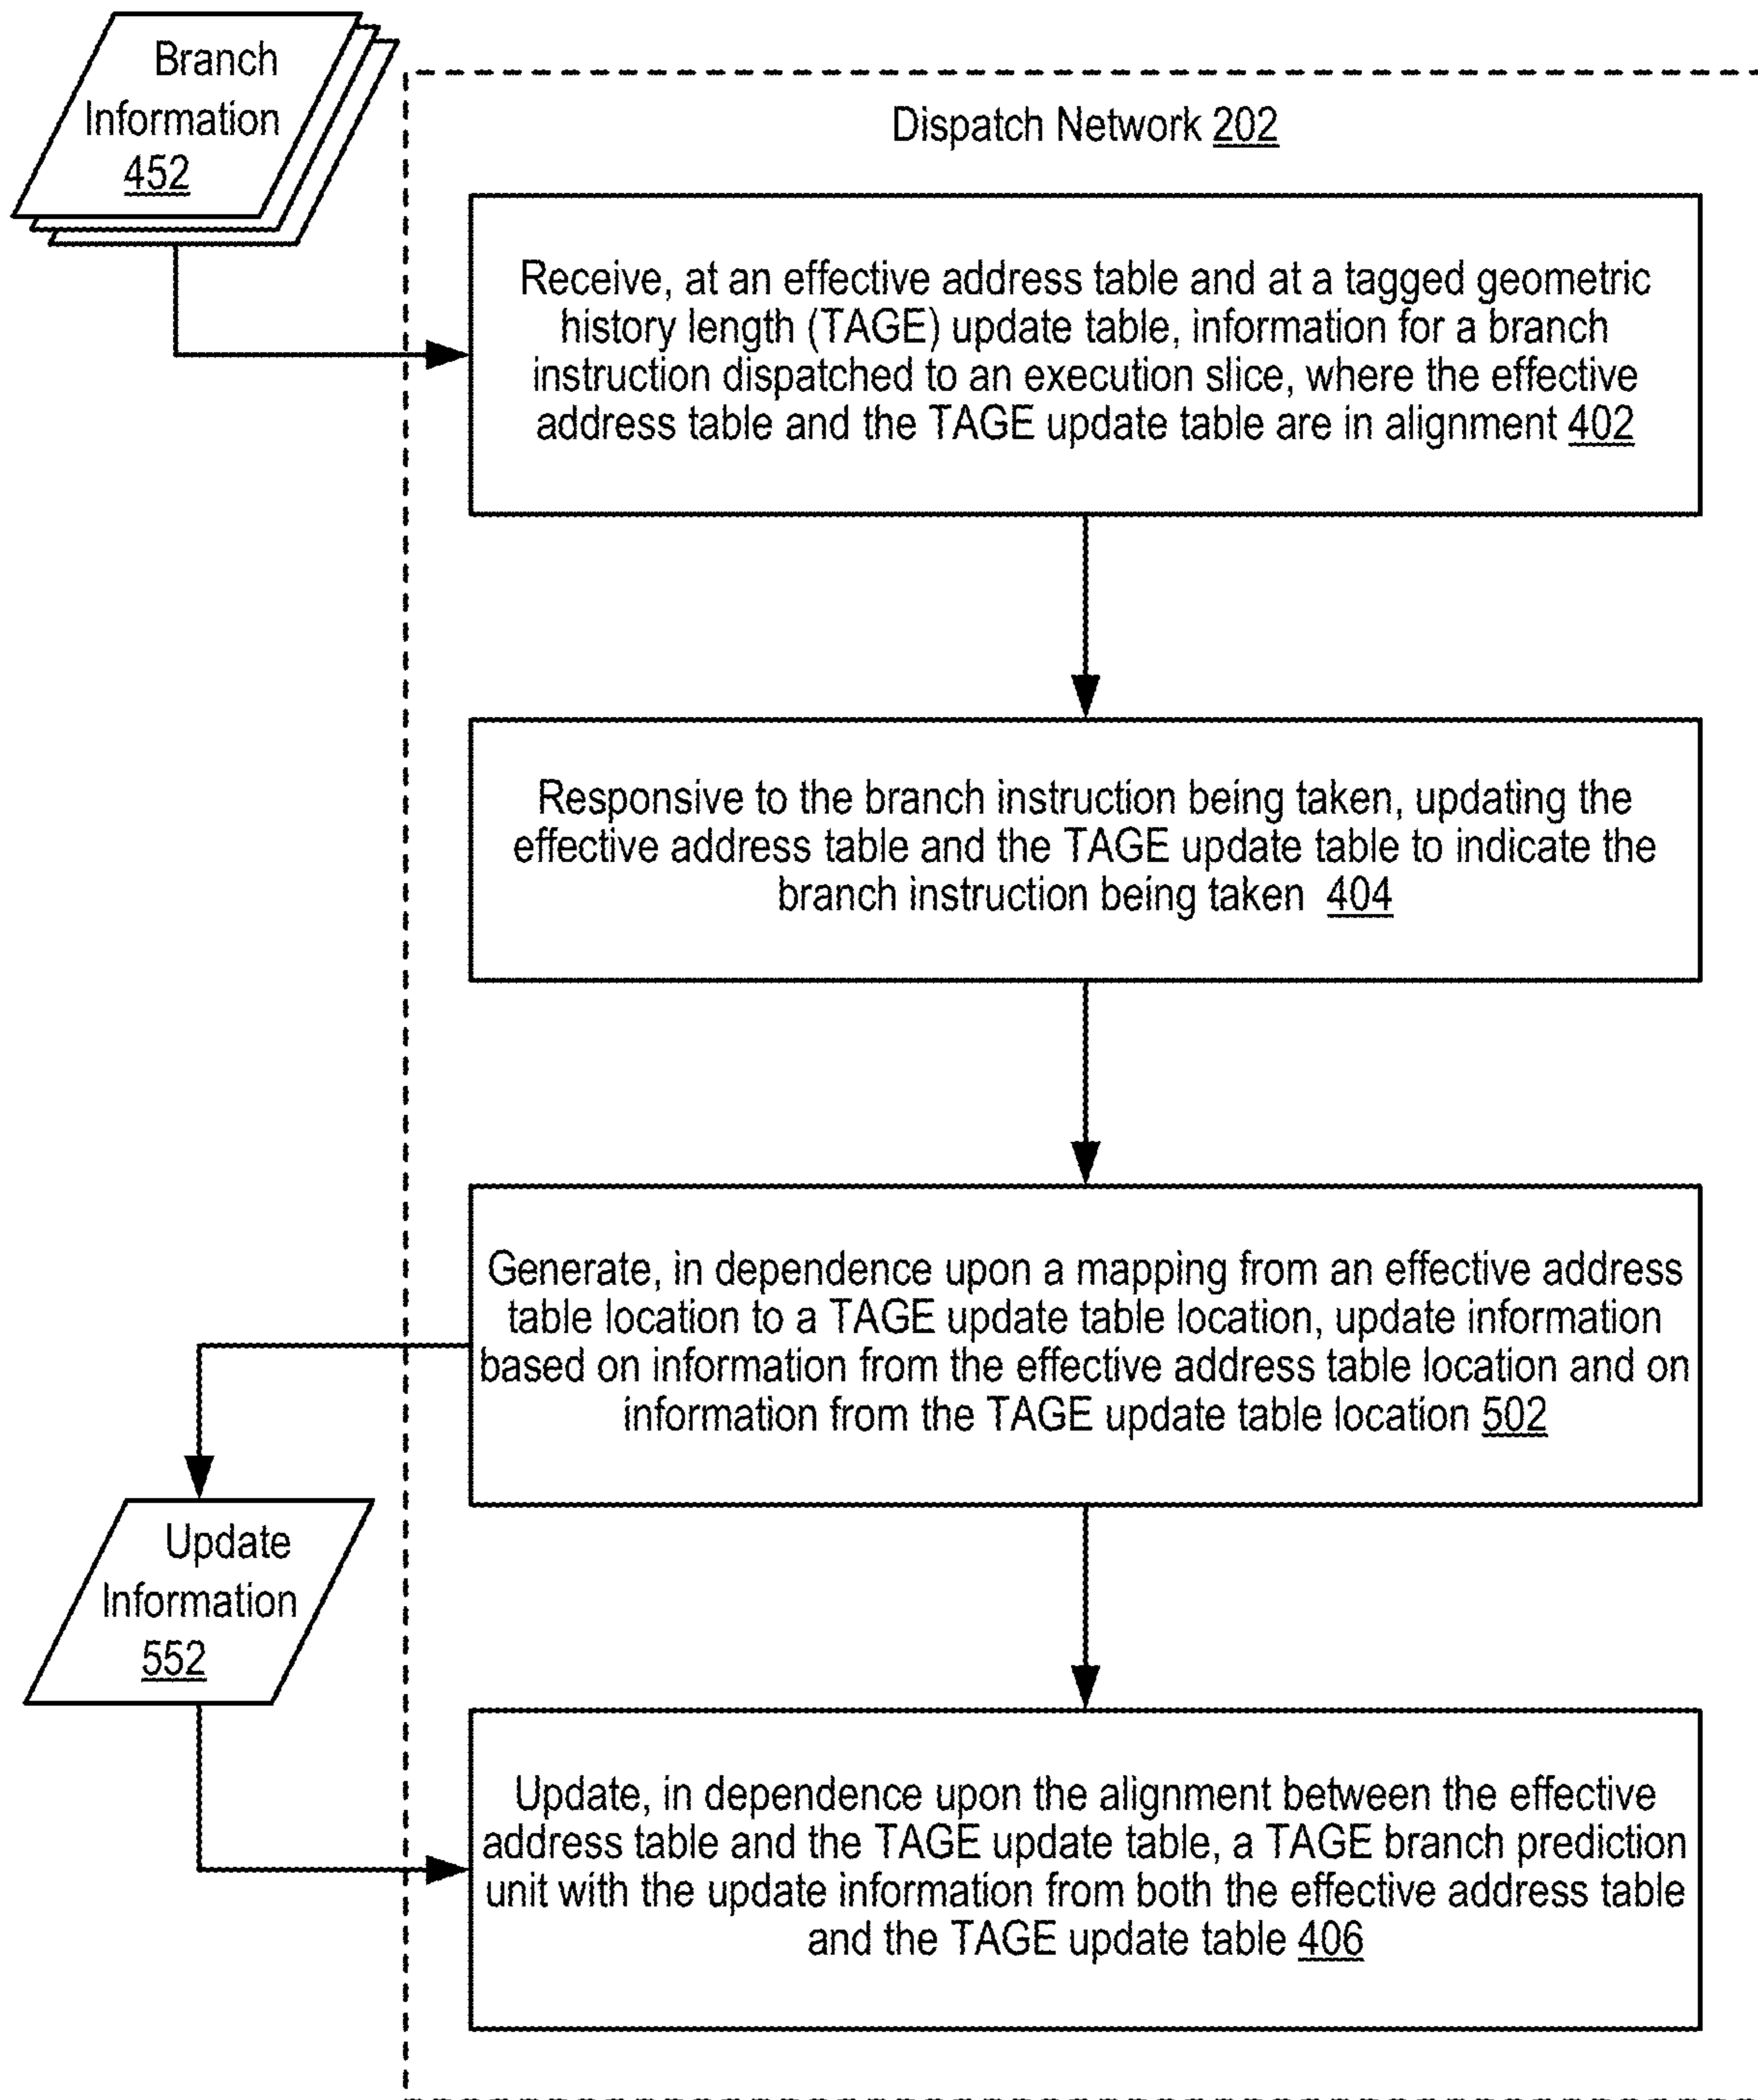 Branch
Information
452
Dispatch Network 202
Receive, at an effective address table and at a tagged geometric
history length (TAGE) update table, information for a branch
instruction dispatched to an execution slice, where the effective
address table and the TAGE update table are in alignment 402
Responsive to the branch instruction being taken, updating the
effective address table and the TAGE update table to indicate the
branch instruction being taken 404
Generate, in dependence upon a mapping from an effective address
table location to a TAGE update table location, update information
based on information from the effective address table location and on
information from the TAGE update table location 502
Update
Information
552
Update, in dependence upon the alignment between the effective
address table and the TAGE update table, a TAGE branch prediction
unit with the update information from both the effective address table
and the TAGE update table 406